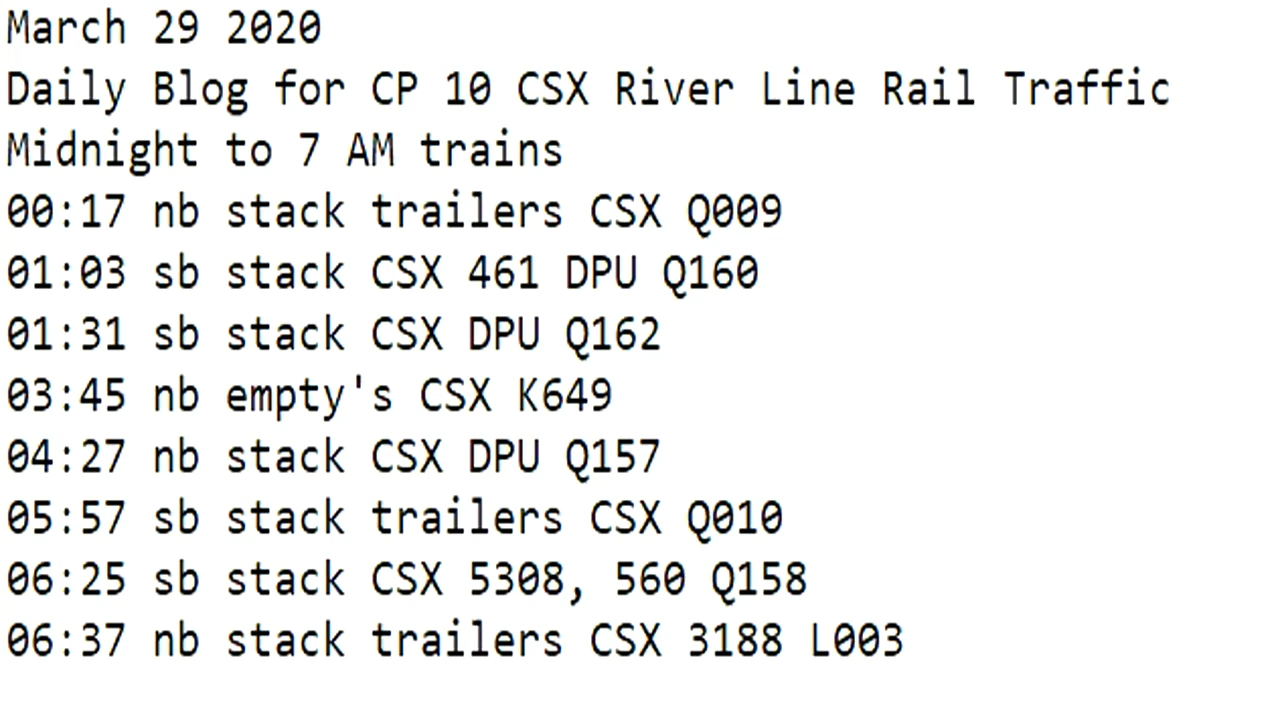 March 29 2020
Daily Blog for CP 10 CSX River Line Rail Traffic
Midnight to 7 AM trains
00:17 nb stack trailers CSX Q009
01:03 sb stack CSX 461 DPU Q160
01:31 sb stack CSX DPU Q162
03:45 nb empty's CSX K649
04:27 nb stack CSX DPU Q157
05:57 sb stack trailers CSX Q010
06:25 sb stack CSX 5308, 560 Q158
06:37 nb stack trailers CSX 3188 L003